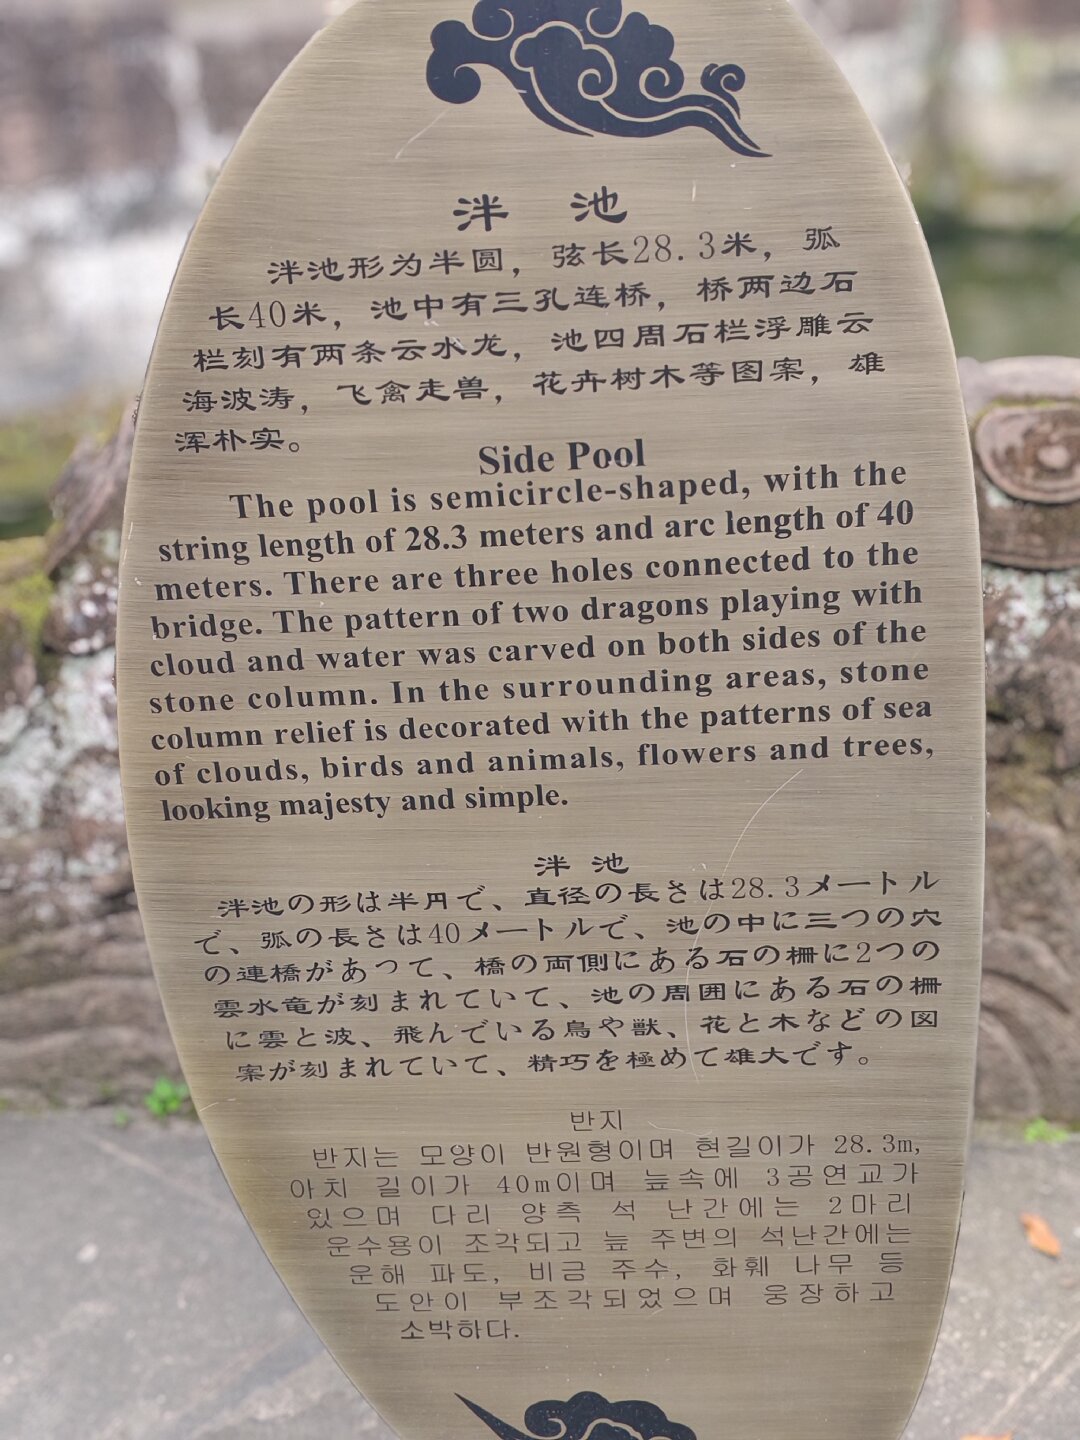 泮 池
泮池形为半圆，弦长28.3米，弧
长40米，池中有三孔连桥，桥两边石
栏刻有两条云水龙，池四周石栏浮雕云
海波涛，飞禽走兽，花卉树木等图案，雄
浑朴实。
Side Pool
The pool is semicircle-shaped, with the
string length of 28.3 meters and arc length of 40
meters. There are three holes connected to the
bridge. The pattern of two dragons playing with
cloud and water was carved on both sides of the
stone column. In the surrounding areas, stone
column relief is decorated with the patterns of sea
of clouds, birds and animals, flowers and trees,
looking majesty and simple.
泮 池
泮池の形は半円で、直径の長さは28.3メートル
で、弧の長さは40メートルで、池の中に三つの穴
の連橋があって、橋の両側にある石の柵に2つの
雲水竜が刻まれていて、池の周囲にある石の柵
に雲と波、飛んでいる鳥や獣、花と木などの図
案が刻まれていて、精巧を極めて雄大です。
반지
반지는 모양이 반원형이며 현길이가 28.3m,
아치 길이가 40m이며 늪속에 3공연교가
있으며 다리 양측 석 난간에는 2마리
운수용이 조각되고 늪 주변의 석난간에는
운해 파도, 비금 주수, 화훼 나무 등
도안이 부조각되었으며 웅장하고
소박하다.